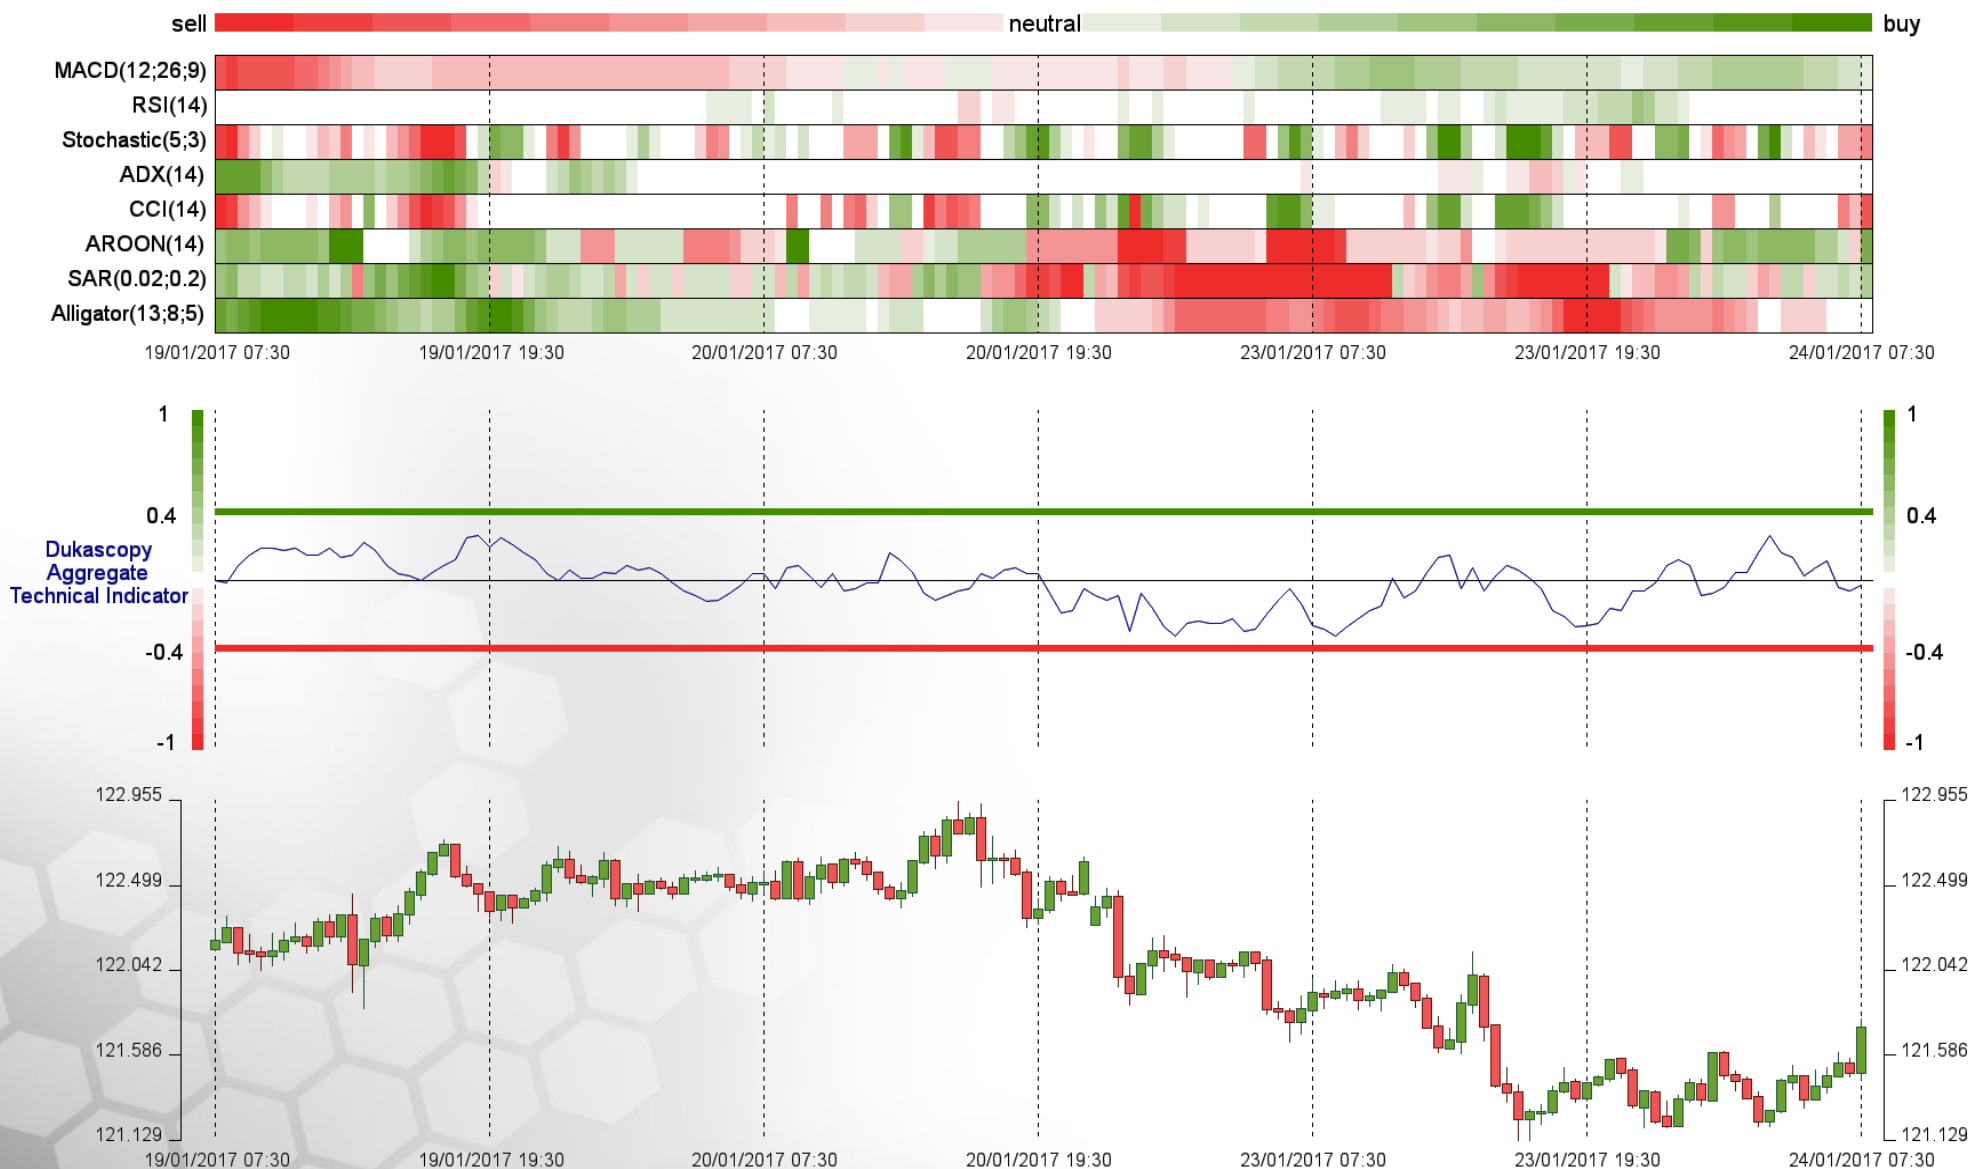 sell neutral buy
MACD(12;26;9)
RSI(14)
Stochastic(5;3)
ADX(14)
CCI(14)
AROON(14)
SAR(0.02;0.2)
Alligator(13;8;5)
19/01/2017 07:30 19/01/2017 19:30 20/01/2017 07:30 20/01/2017 19:30 23/01/2017 07:30 23/01/2017 19:30 24/01/2017 07:30
1 1
0.4 0.4
Dukascopy
Aggregate
Technical Indicator
-0.4 -0.4
-1 -1
122.955 122.955
122.499 122.499
122.042 122.042
121.586 121.586
121.129 121.129
19/01/2017 07:30 19/01/2017 19:30 20/01/2017 07:30 20/01/2017 19:30 23/01/2017 07:30 23/01/2017 19:30 24/01/2017 07:30